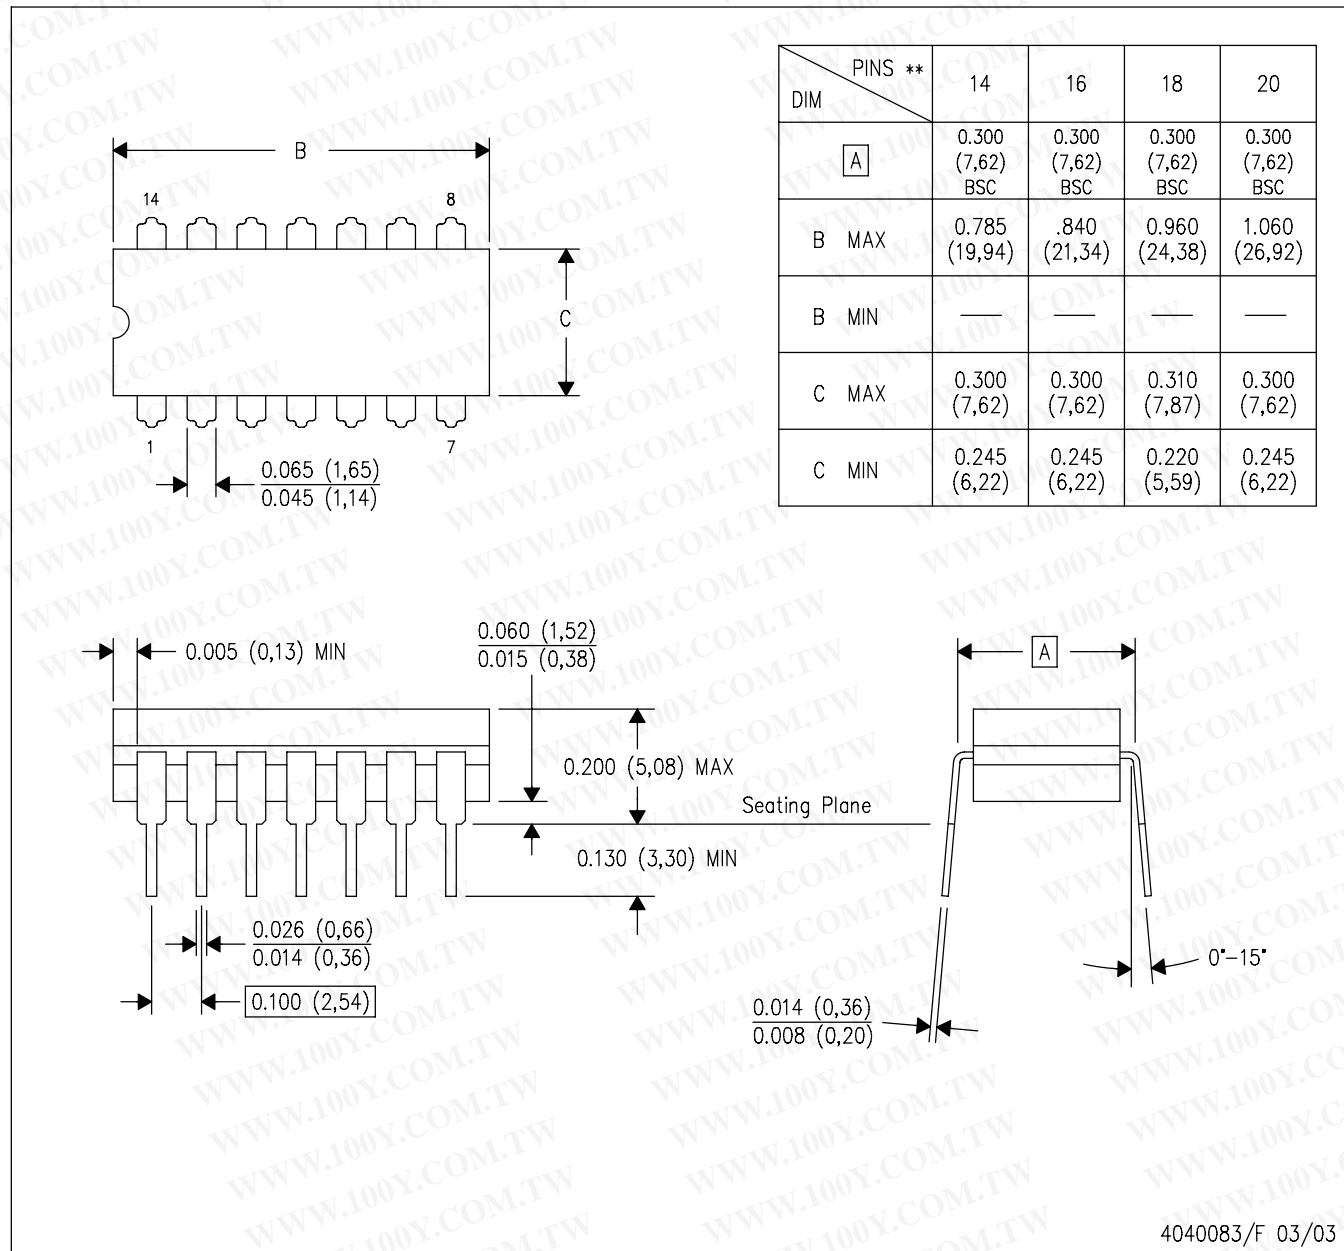 PINS **
DIM
14 16 18 20
A
0.300 0.300 0.300 0.300
(7,62) (7,62) (7,62) (7,62)
BSC BSC BSC BSC
B MAX
0.785 .840 0.960 1.060
(19,94) (21,34) (24,38) (26,92)
B MIN — — — —
C MAX
0.300 0.300 0.310 0.300
(7,62) (7,62) (7,87) (7,62)
C MIN
0.245 0.245 0.220 0.245
(6,22) (6,22) (5,59) (6,22)
B
14 8
C
1 7
0.065 (1,65)
0.045 (1,14)
0.005 (0,13) MIN
0.060 (1,52)
0.015 (0,38)
A
0.200 (5,08) MAX
Seating Plane
0.130 (3,30) MIN
0.026 (0,66)
0.014 (0,36)
0.100 (2,54)
0°–15°
0.014 (0,36)
0.008 (0,20)
4040083/F 03/03
WWW.100Y.COM.TW